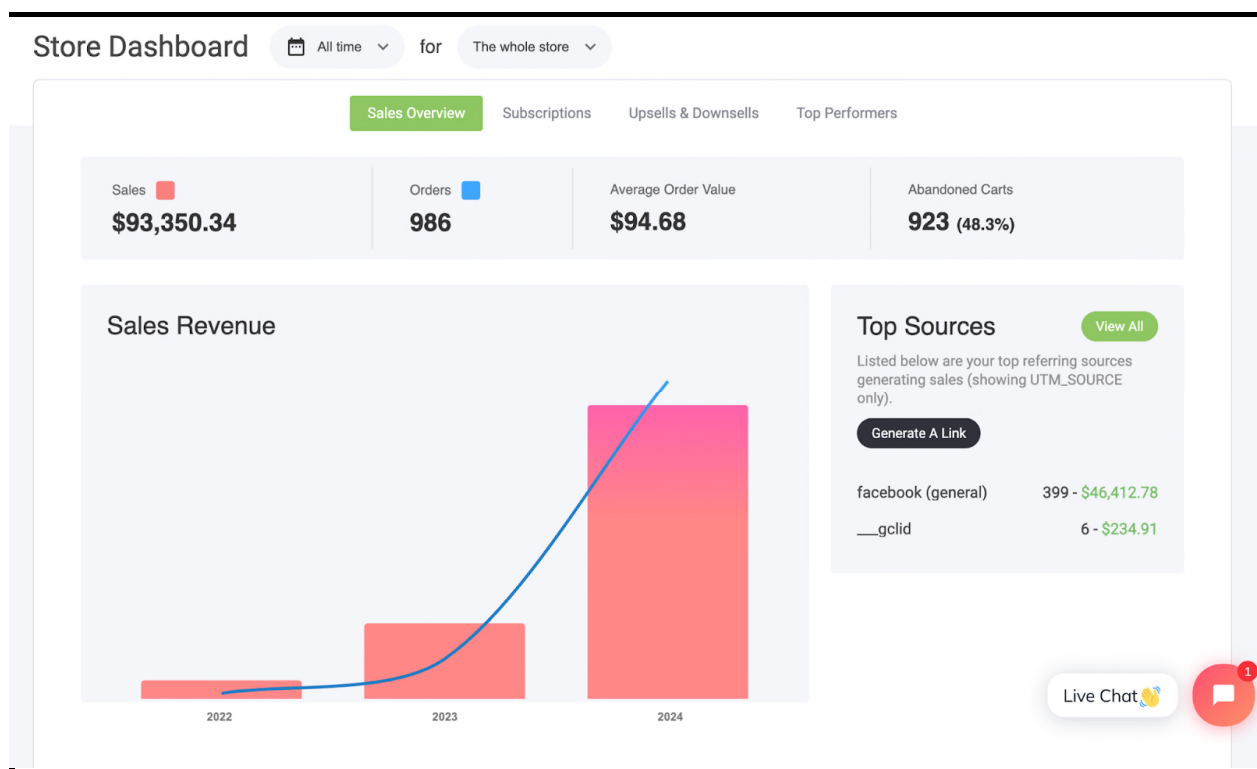 Store Dashboard
All time
for
The whole store
Sales Overview
Subscriptions
Upsells & Downsells
Top Performers
Sales
$93,350.34
Orders
986
Average Order Value
$94.68
Abandoned Carts
923 (48.3%)
Sales Revenue
2022
2023
2024
Top Sources
View All
Listed below are your top referring sources
generating sales (showing UTM_SOURCE
only).
Generate A Link
facebook (general) 399 - $46,412.78
___gclid 6 - $234.91
Live Chat👋
1